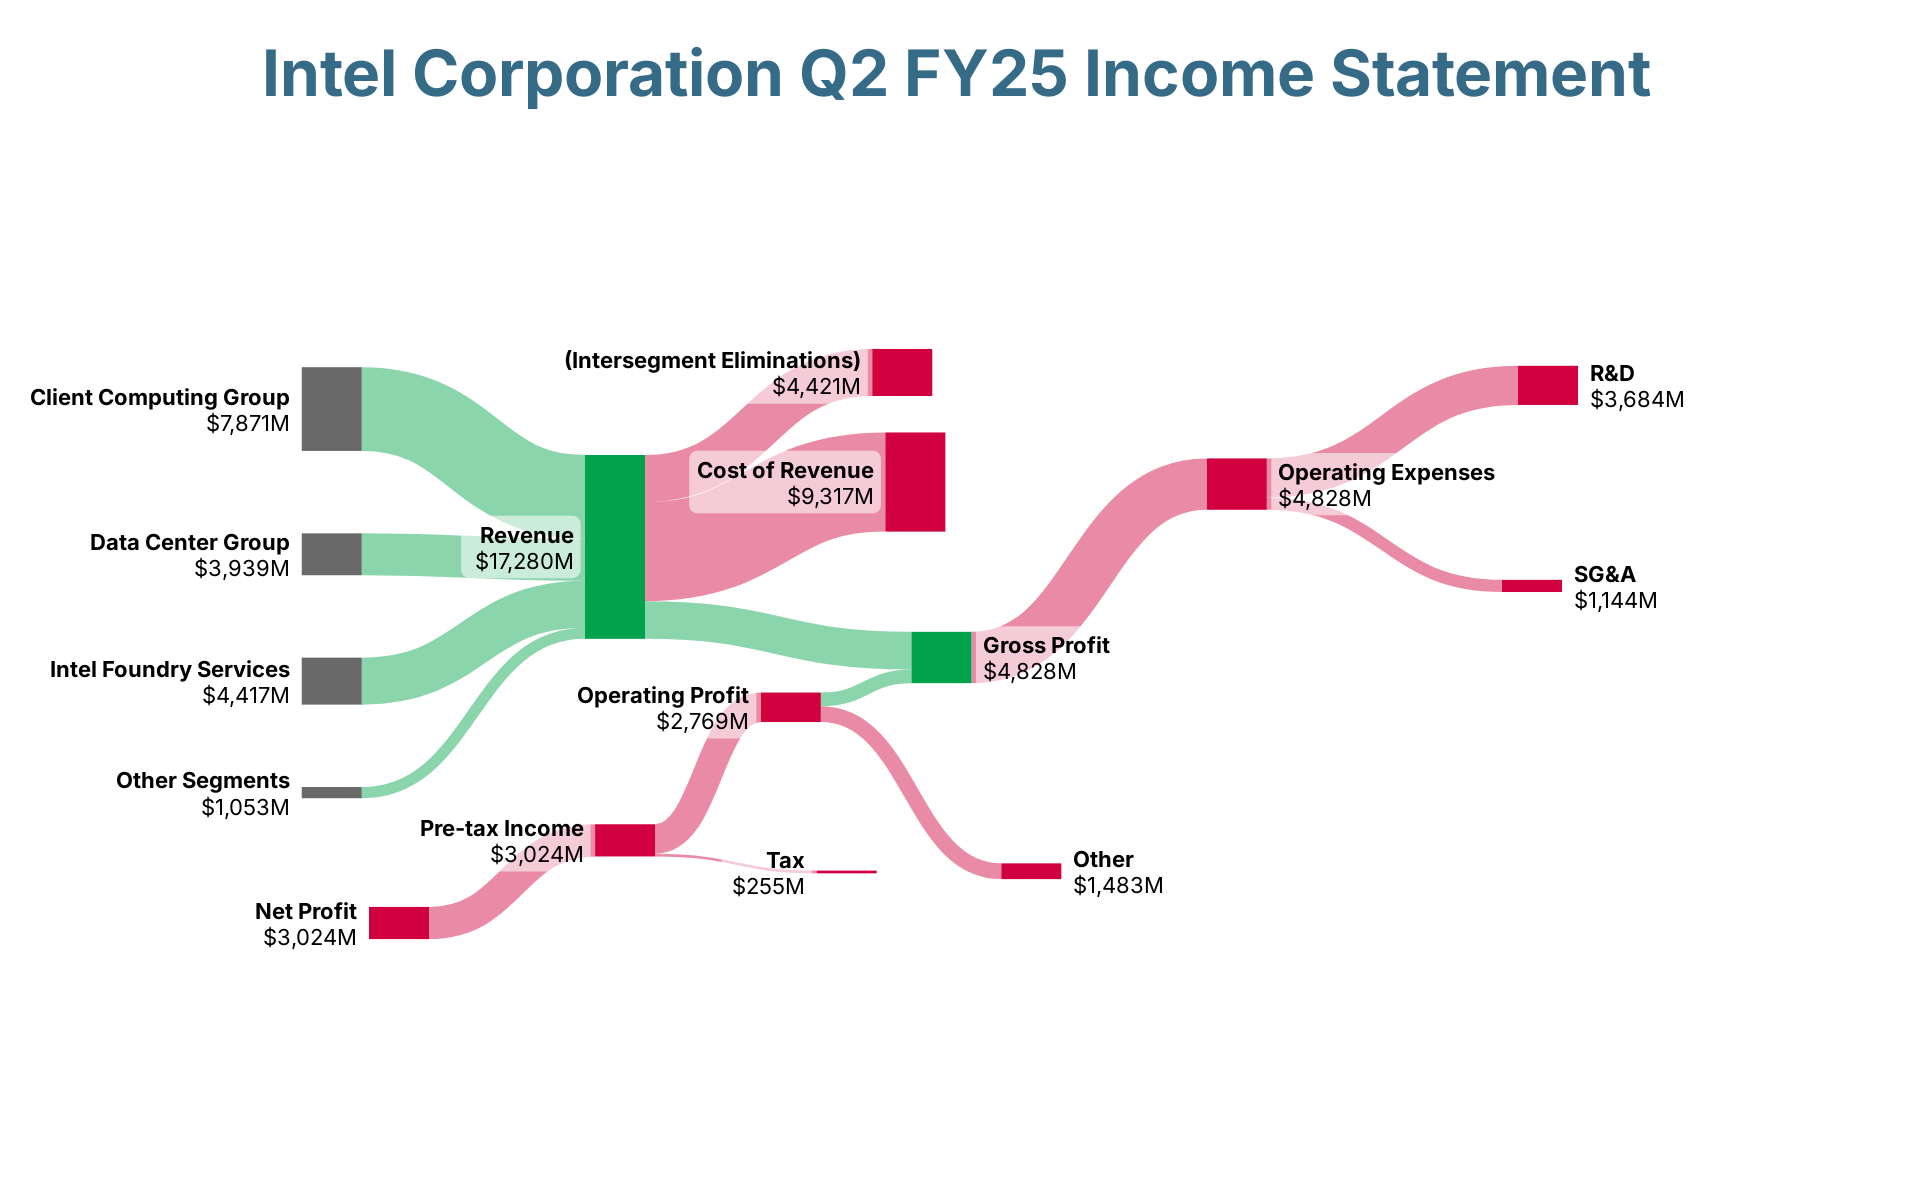 Intel Corporation Q2 FY25 Income Statement
Client Computing Group
$7,871M
Data Center Group
$3,939M
Intel Foundry Services
$4,417M
Other Segments
$1,053M
Revenue
$17,280M
(Intersegment Eliminations)
$4,421M
Cost of Revenue
$9,317M
Gross Profit
$4,828M
Operating Profit
$2,769M
Pre-tax Income
$3,024M
Net Profit
$3,024M
Tax
$255M
Other
$1,483M
Operating Expenses
$4,828M
R&D
$3,684M
SG&A
$1,144M